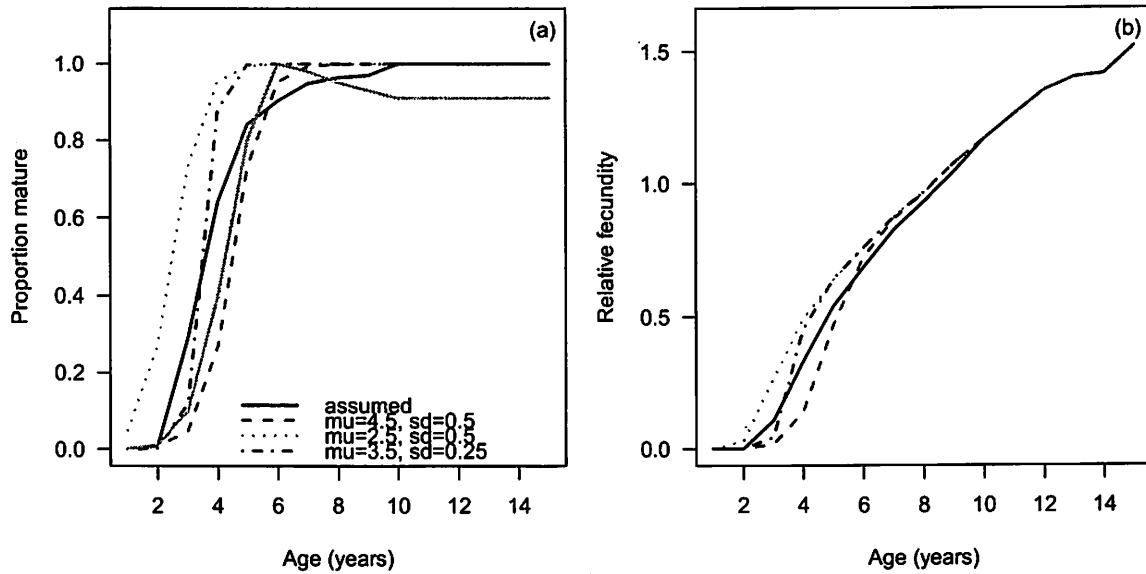 (a)
Proportion mature
1.0
0.8
0.6
0.4
0.2
0.0
assumed
mu=4.5, sd=0.5
mu=2.5, sd=0.5
mu=3.5, sd=0.25
2 4 6 8 10 12 14
Age (years)
(b)
Relative fecundity
1.5
1.0
0.5
0.0
2 4 6 8 10 12 14
Age (years)